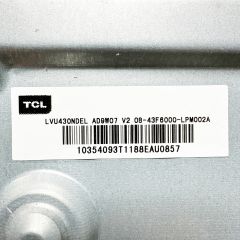 TCL
LVU430NDEL AD9W07 V2 08-43F6000-LPM002A
10354093T1188EAU0857